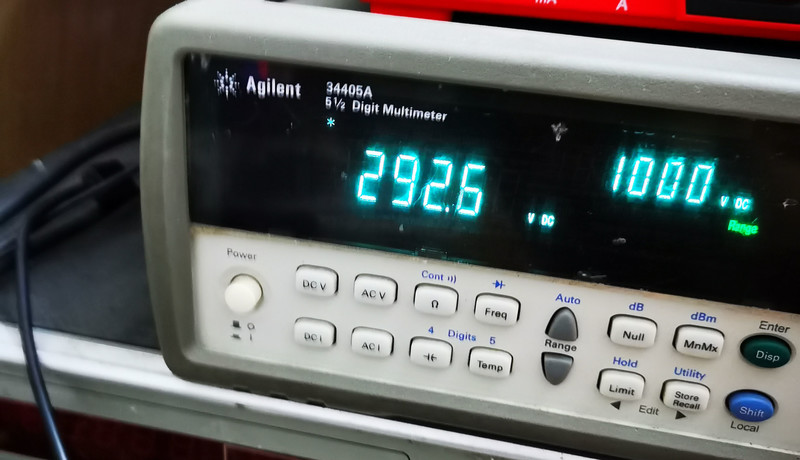 mA
A
Agilent
34405A
5½ Digit Multimeter
*
292.6 V DC
1000 V DC
Range
Power
DC V
AC V
Cont
Ω
Freq
Auto
dB
Null
dBm
MnMx
Enter
Disp
DC I
AC I
4 Digits 5
Temp
Range
Hold
Limit
Utility
Store
Recall
Edit
Shift
Local